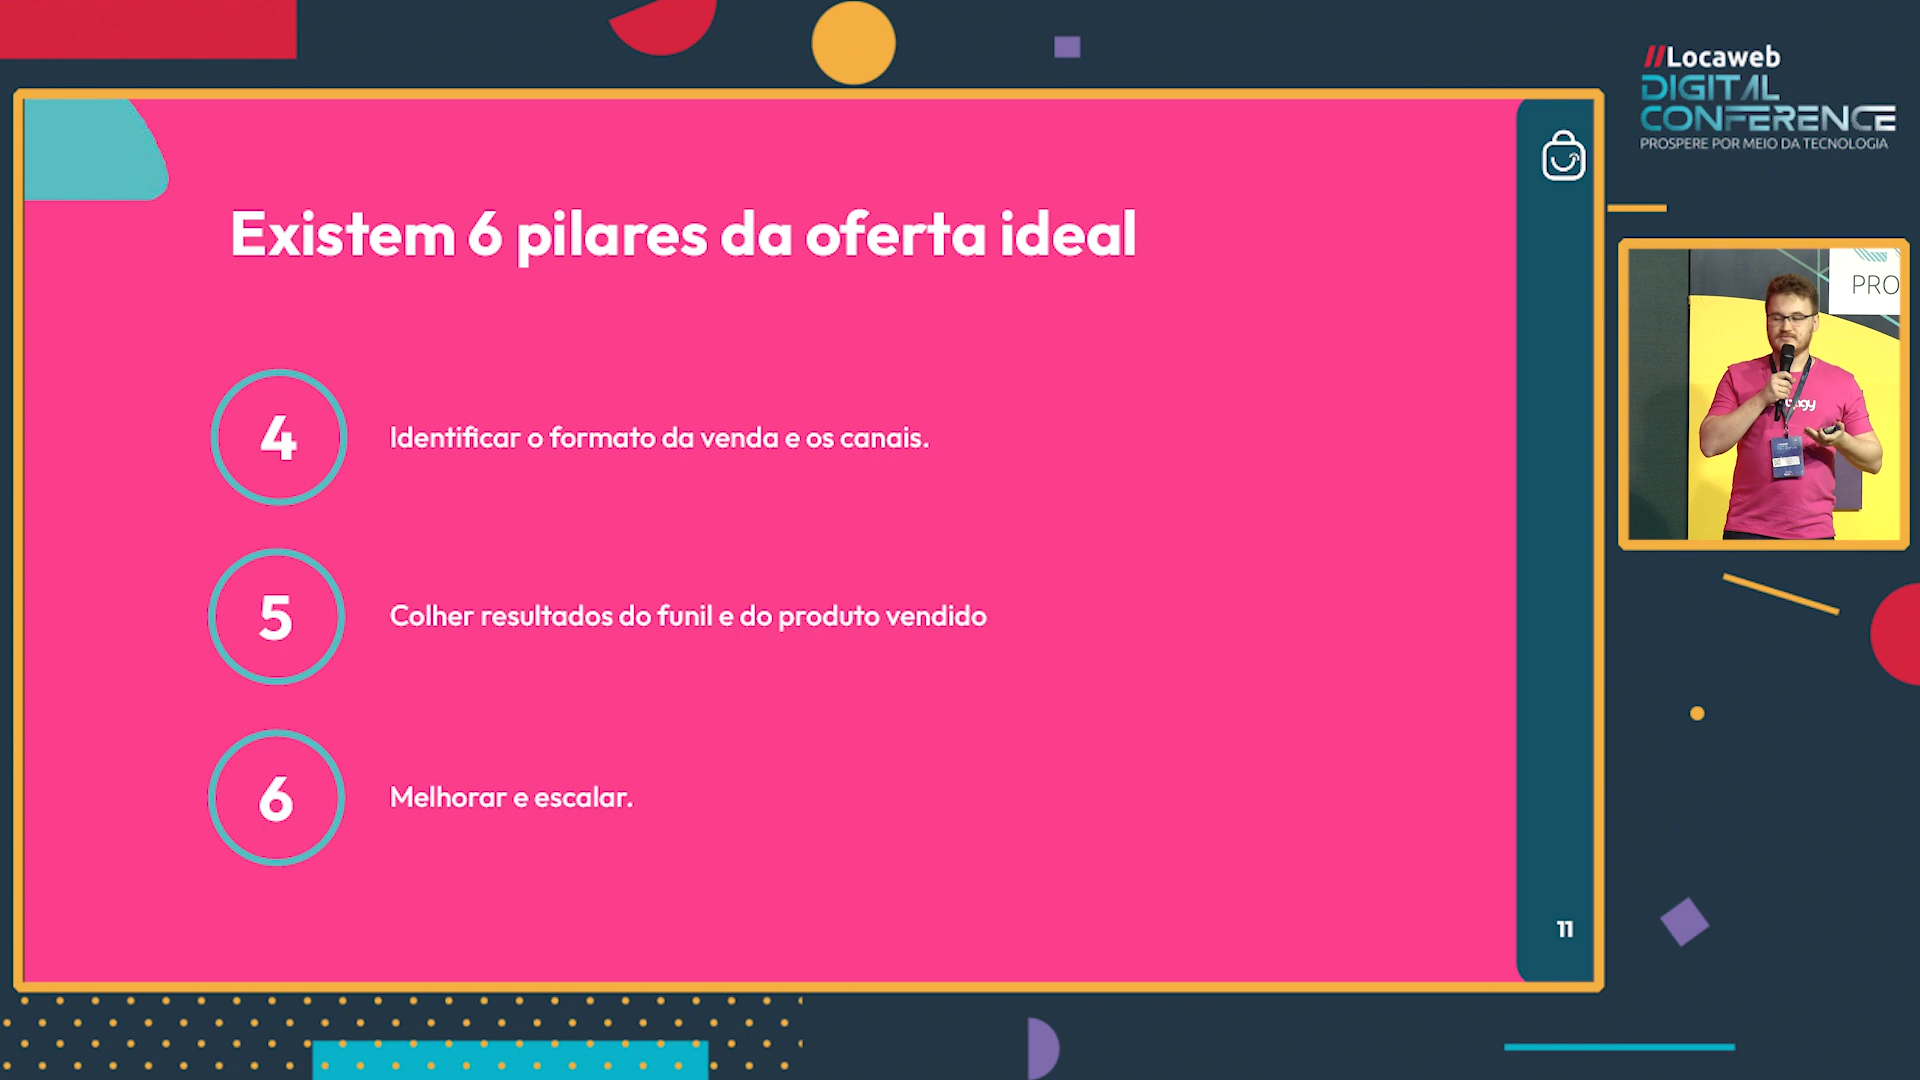 //Locaweb
DIGITAL
CONFERENCE
PROSPERE POR MEIO DA TECNOLOGIA
Existem 6 pilares da oferta ideal
4
Identificar o formato da venda e os canais.
5
Colher resultados do funil e do produto vendido
6
Melhorar e escalar.
11
PRO